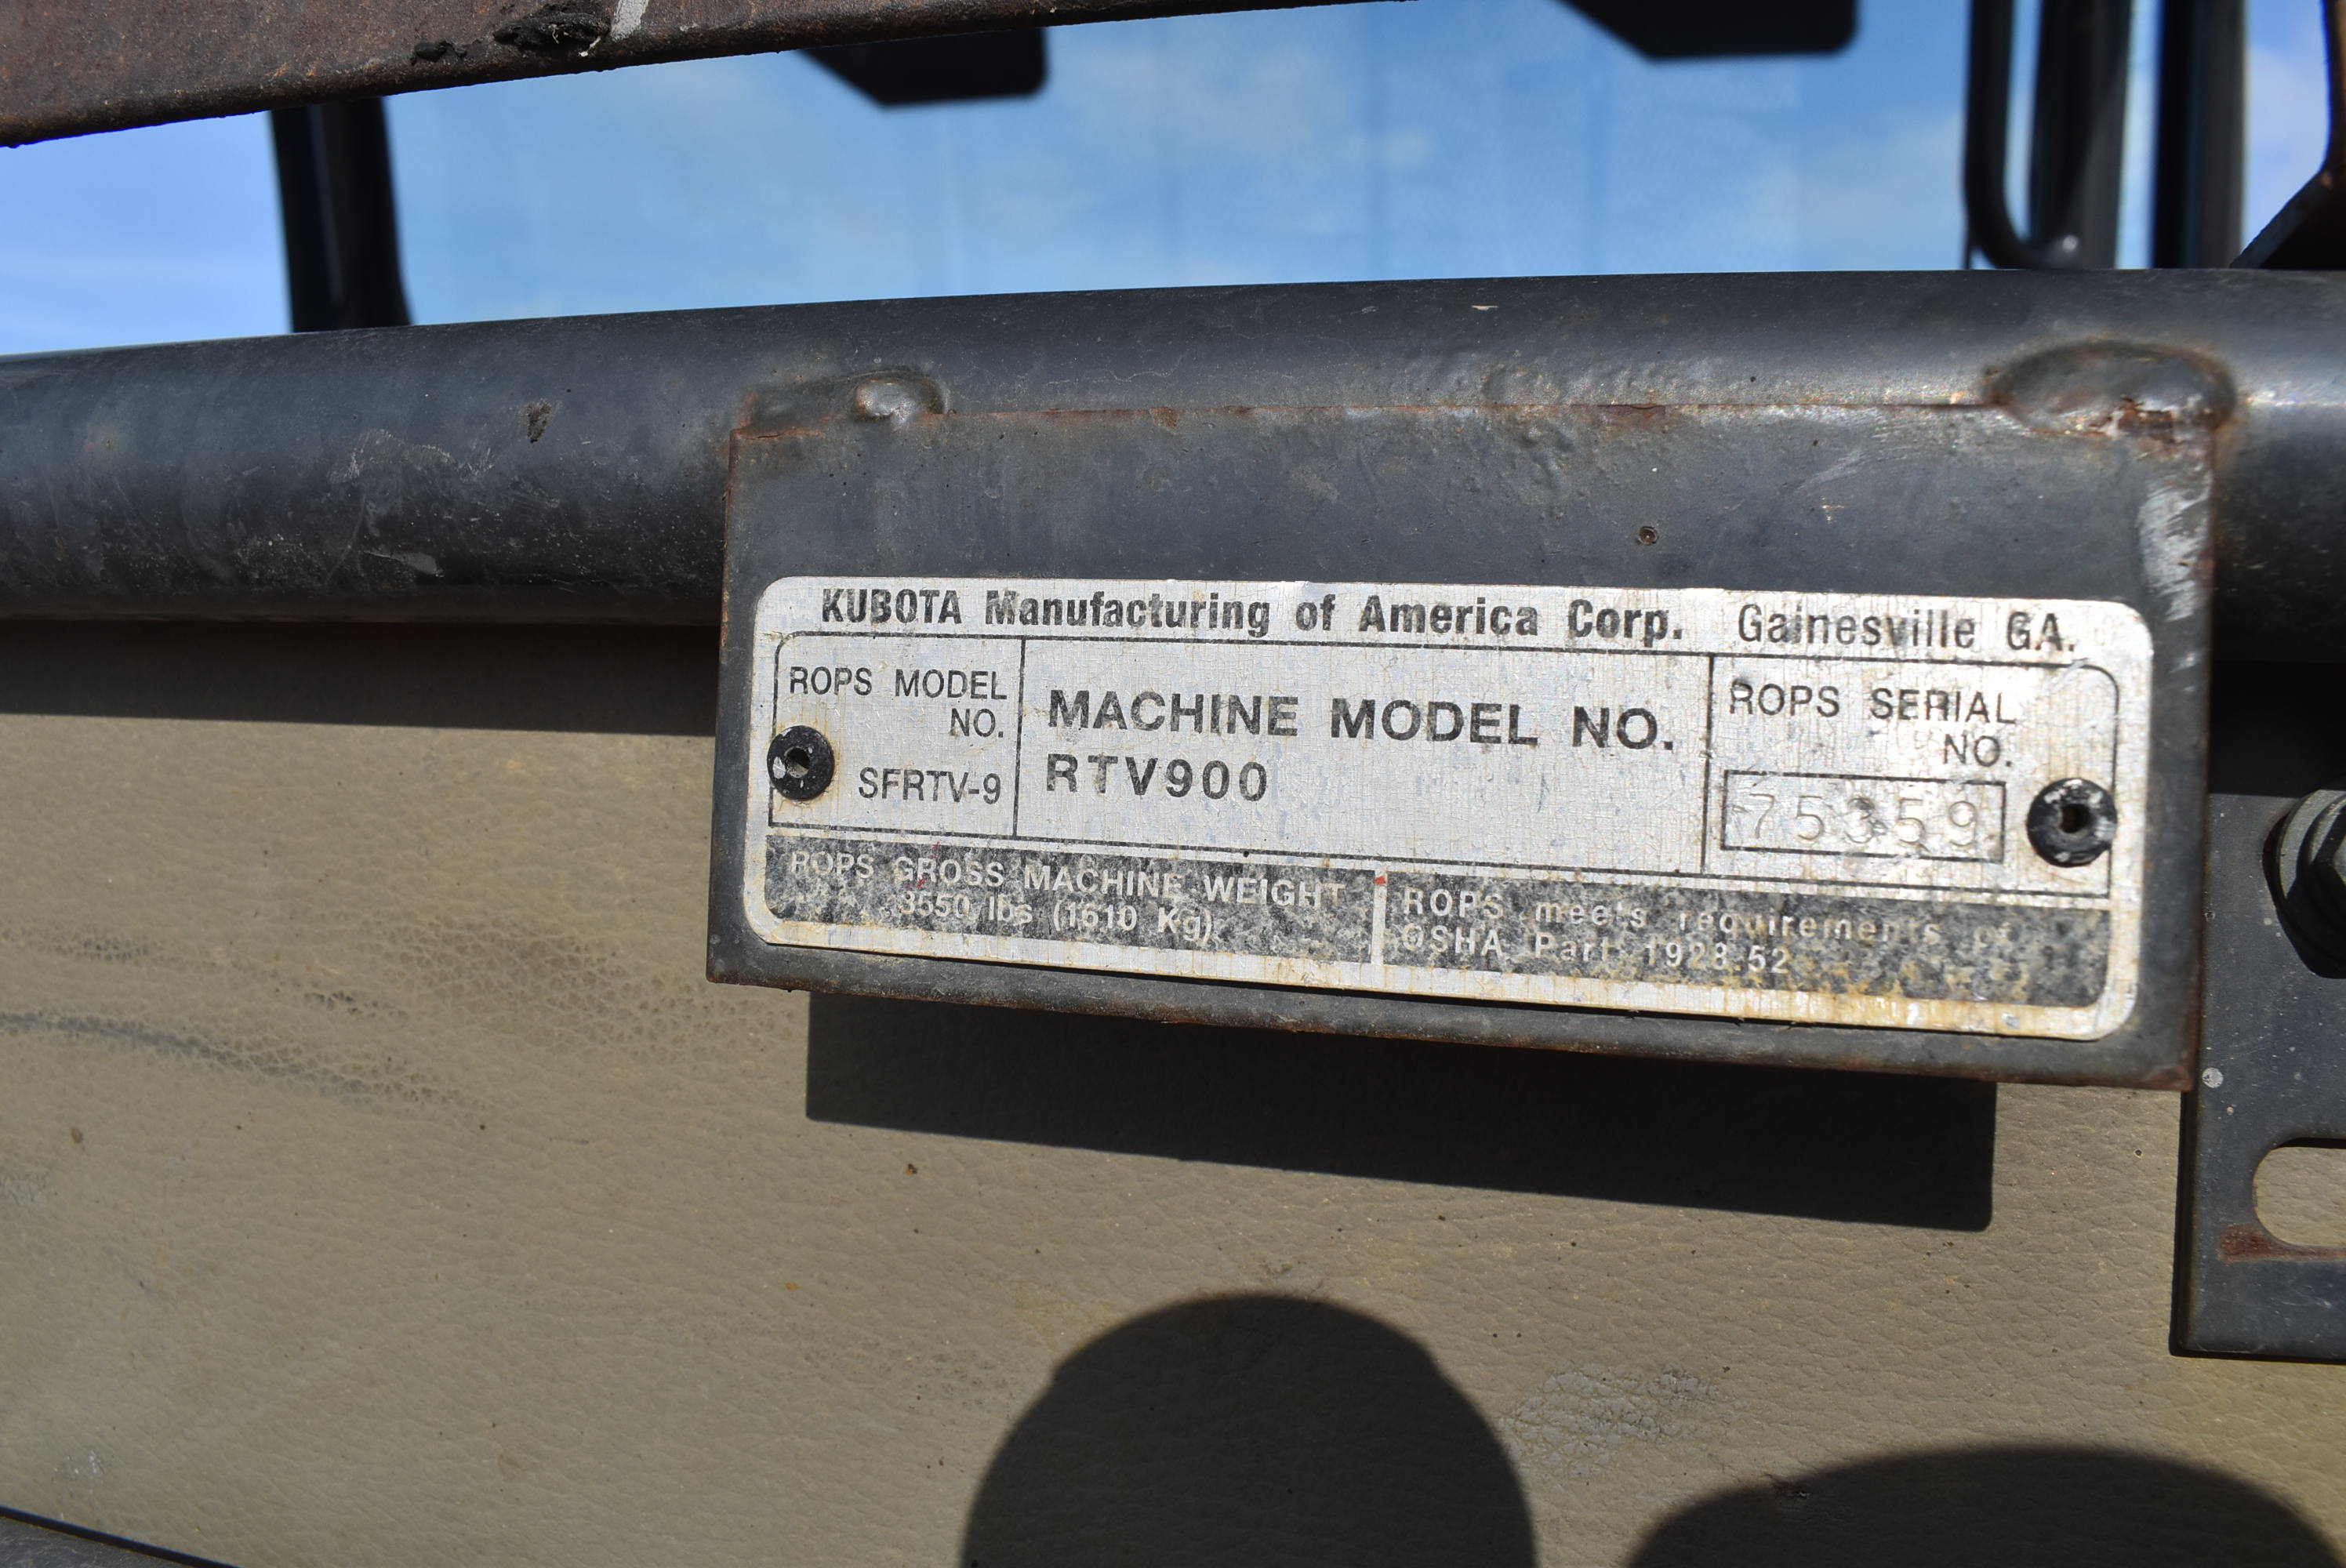 KUBOTA Manufacturing of America Corp. Gainesville GA.
ROPS MODEL
NO.
SFRTV-9
MACHINE MODEL NO.
RTV900
ROPS SERIAL
NO.
75359
ROPS GROSS MACHINE WEIGHT
3550 lbs (1610 Kg)
ROPS meets requirements of
OSHA Part 1928.52